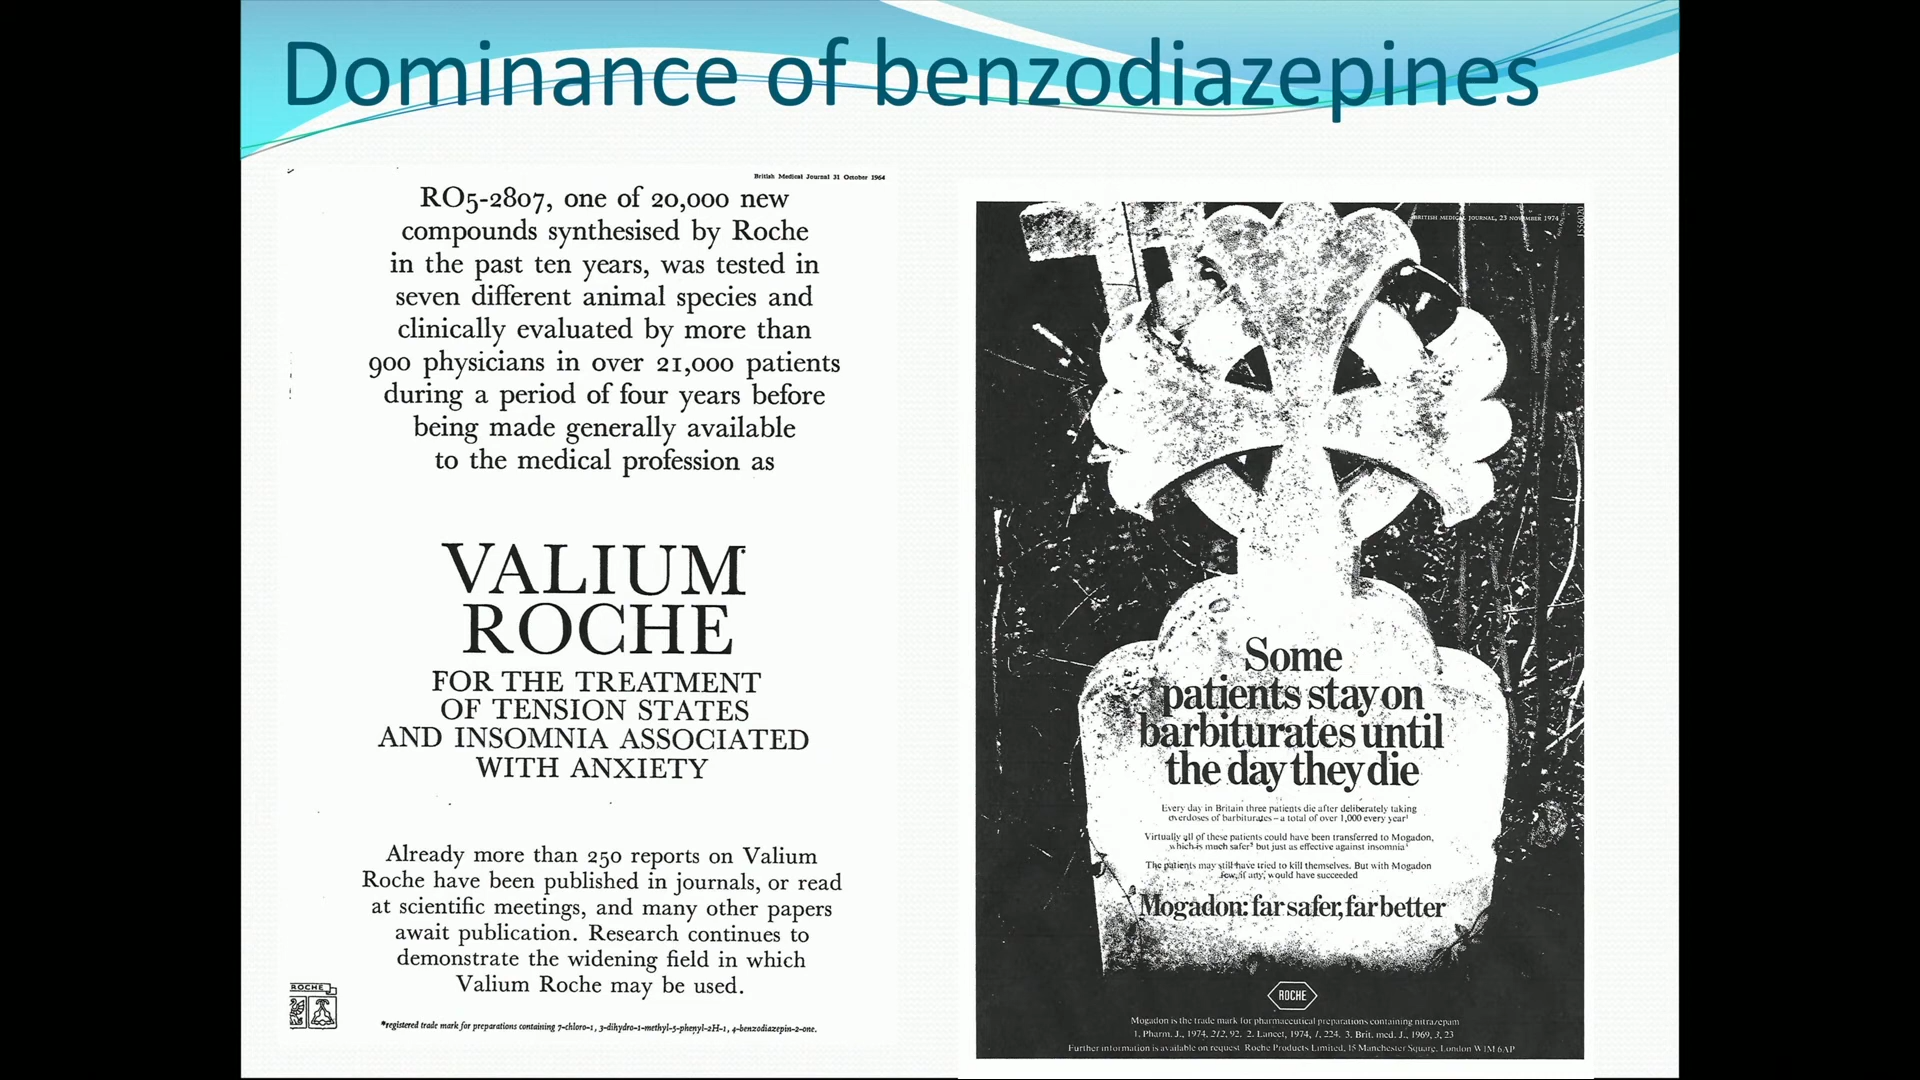 Dominance of benzodiazepines
British Medical Journal 31 October 1964
RO5-2807, one of 20,000 new
compounds synthesised by Roche
in the past ten years, was tested in
seven different animal species and
clinically evaluated by more than
900 physicians in over 21,000 patients
during a period of four years before
being made generally available
to the medical profession as
VALIUM
ROCHE
FOR THE TREATMENT
OF TENSION STATES
AND INSOMNIA ASSOCIATED
WITH ANXIETY
Already more than 250 reports on Valium
Roche have been published in journals, or read
at scientific meetings, and many other papers
await publication. Research continues to
demonstrate the widening field in which
Valium Roche may be used.
ROCHE
*registered trade mark for preparations containing 7-chloro-1, 3-dihydro-1-methyl-5-phenyl-2H-1, 4-benzodiazepin-2-one.
BRITISH MEDICAL JOURNAL, 23 NOVEMBER 1974
Some
patients stay on
barbiturates until
the day they die
Every day in Britain three patients die after deliberately taking
overdoses of barbiturates – a total of over 1,000 every year¹
Virtually all of these patients could have been transferred to Mogadon,
which is much safer² but just as effective against insomnia³
The patients may still have tried to kill themselves. But with Mogadon
few, if any, would have succeeded
Mogadon: far safer, far better
ROCHE
Mogadon is the trade mark for pharmaceutical preparations containing nitrazepam
1. Pharm. J., 1974, 212, 92. 2. Lancet, 1974, 1, 224. 3. Brit. med. J., 1969, 3, 23
Further information is available on request Roche Products Limited, 15 Manchester Square, London W1M 6AP